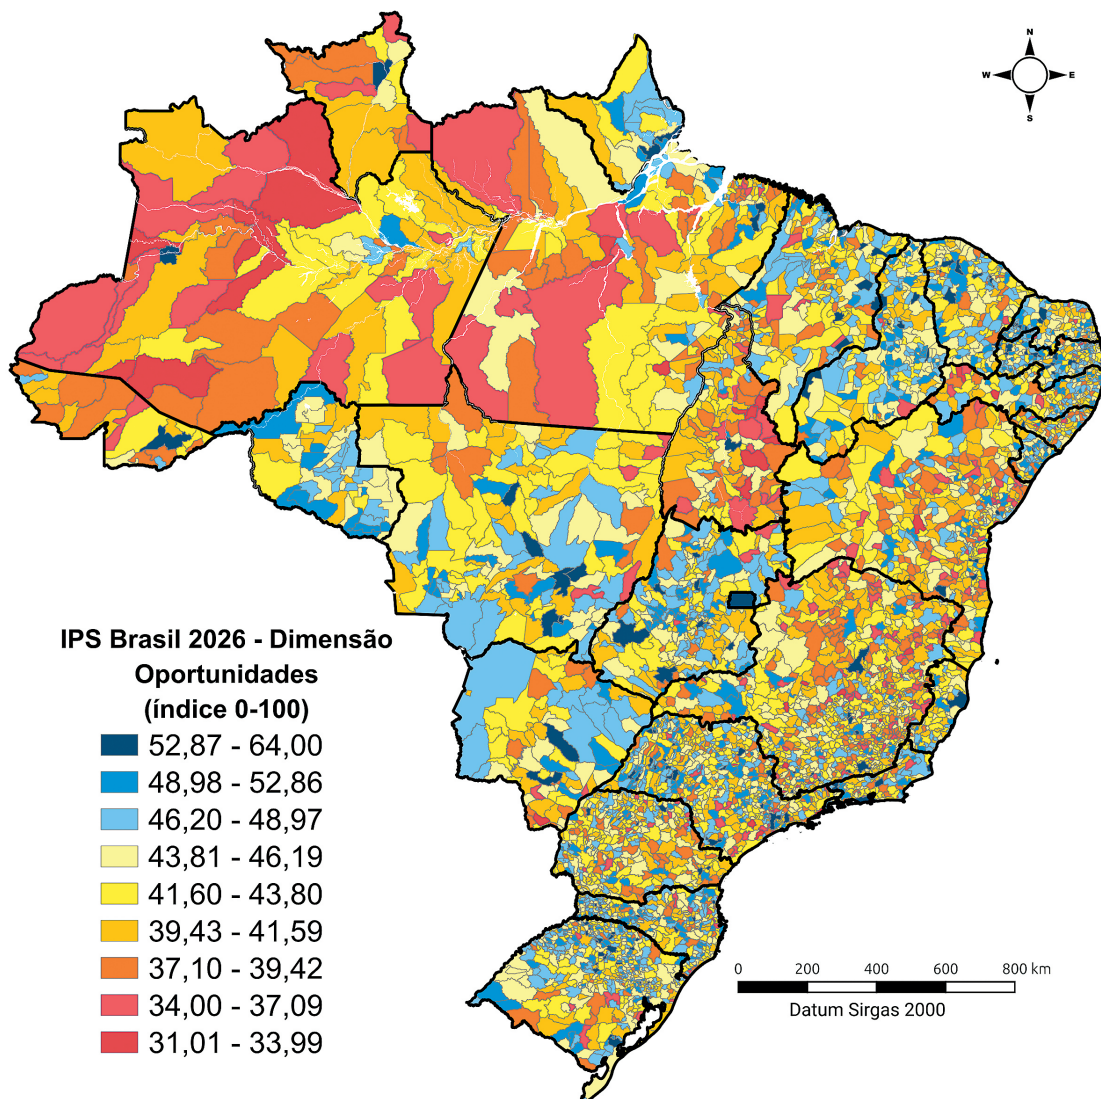 N
W E
S
IPS Brasil 2026 - Dimensão
Oportunidades
(índice 0-100)
52,87 - 64,00
48,98 - 52,86
46,20 - 48,97
43,81 - 46,19
41,60 - 43,80
39,43 - 41,59
37,10 - 39,42
34,00 - 37,09
31,01 - 33,99
0 200 400 600 800 km
Datum Sirgas 2000